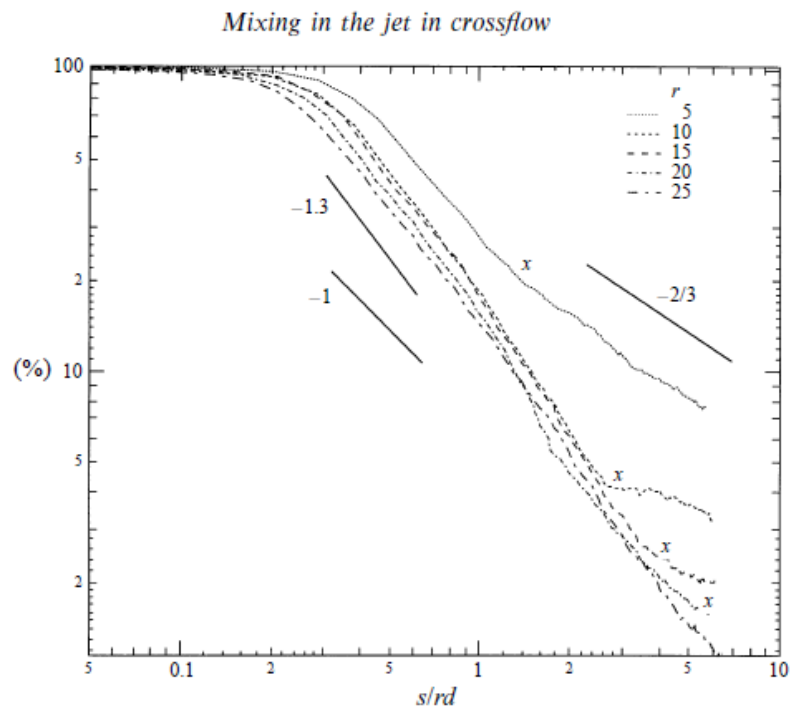 Mixing in the jet in crossflow
100
r
5
10
15
20
25
5
–1.3
2
x
–2/3
–1
(%) 10
5
x
x
2
x
5 0.1 2 5 1 2 5 10
s/rd